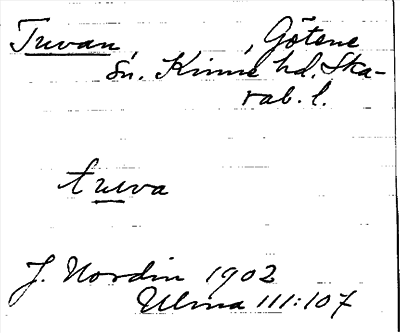 Tuvan, , Götene
sn. Kinne hd. Ska-
rab. l.
tuva
J. Nordin 1902
Ulma 111:107